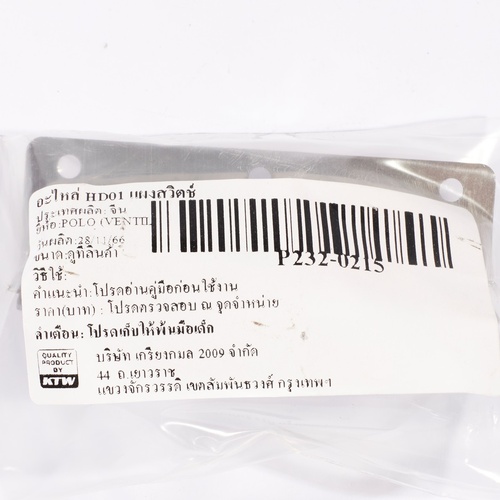 อะไหล่ HD01 แผงสวิตช์
ประเทศผลิต: จีน
ยี่ห้อ:POLO (VENTIL
วันผลิต:28/11/66
ขนาด:ดูที่สินค้า
P232-0215
วิธีใช้:
คำแนะนำ:โปรดอ่านคู่มือก่อนใช้งาน
ราคา(บาท) : โปรดตรวจสอบ ณ จุดจำหน่าย
คำเตือน:โปรดเก็บให้พ้นมือเด็ก
QUALITY
PRODUCT
BY
KTW
บริษัท เกรียงกมล 2009 จำกัด
44 ถ.เยาวราช
แขวงจักรวรรดิ เขตสัมพันธวงศ์ กรุงเทพฯ